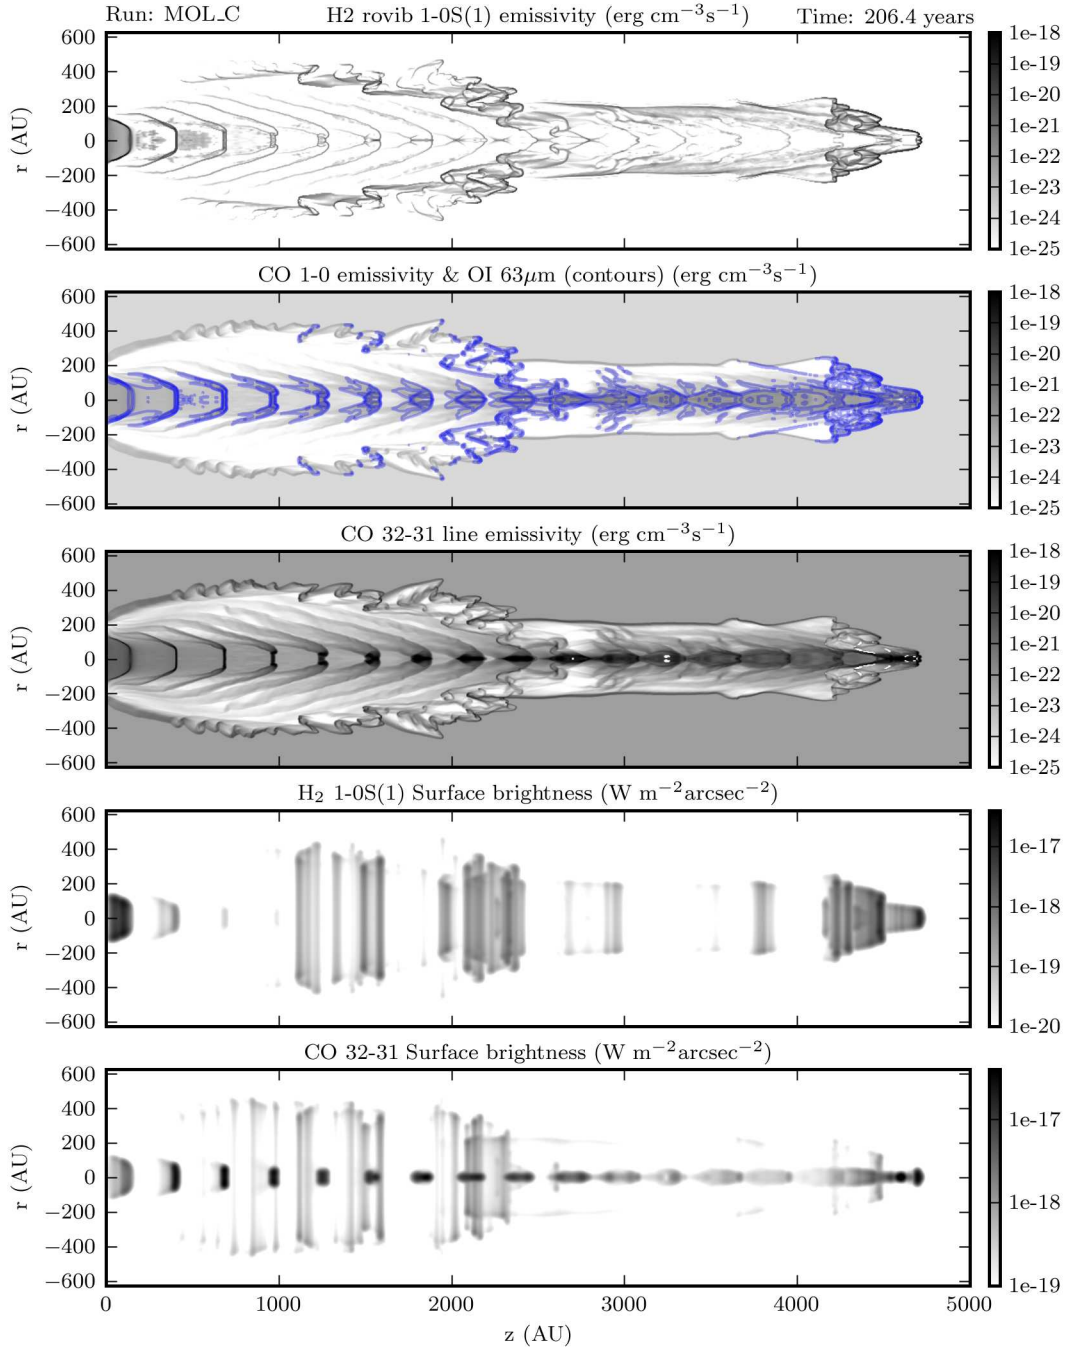 Run: MOL_C H2 rovib 1-0S(1) emissivity (erg cm⁻³s⁻¹) Time: 206.4 years
600
400
200
0
−200
−400
−600
r (AU)
1e-18
1e-19
1e-20
1e-21
1e-22
1e-23
1e-24
1e-25
CO 1-0 emissivity & OI 63μm (contours) (erg cm⁻³s⁻¹)
600
400
200
0
−200
−400
−600
r (AU)
1e-18
1e-19
1e-20
1e-21
1e-22
1e-23
1e-24
1e-25
CO 32-31 line emissivity (erg cm⁻³s⁻¹)
600
400
200
0
−200
−400
−600
r (AU)
1e-18
1e-19
1e-20
1e-21
1e-22
1e-23
1e-24
1e-25
H₂ 1-0S(1) Surface brightness (W m⁻²arcsec⁻²)
600
400
200
0
−200
−400
−600
r (AU)
1e-17
1e-18
1e-19
1e-20
CO 32-31 Surface brightness (W m⁻²arcsec⁻²)
600
400
200
0
−200
−400
−600
r (AU)
1e-17
1e-18
1e-19
0 1000 2000 3000 4000 5000
z (AU)